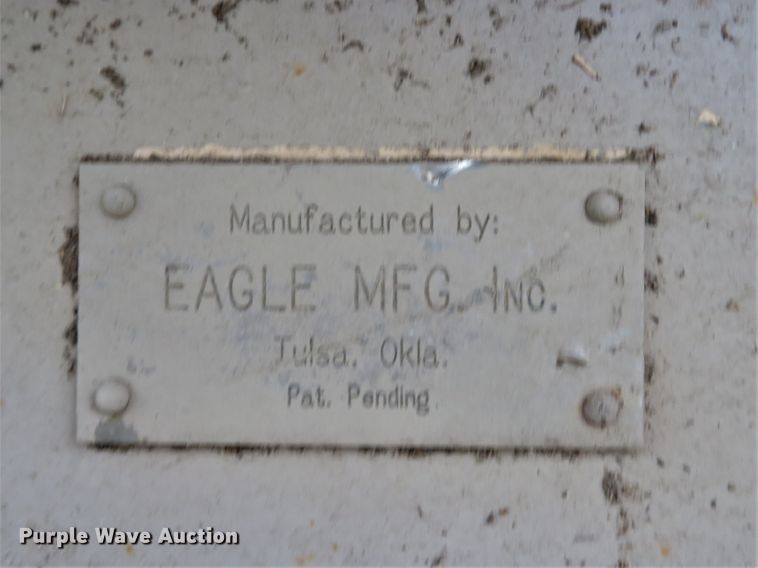 Manufactured by:
EAGLE MFG. INC.
Tulsa. Okla.
Pat. Pending.
Purple Wave Auction